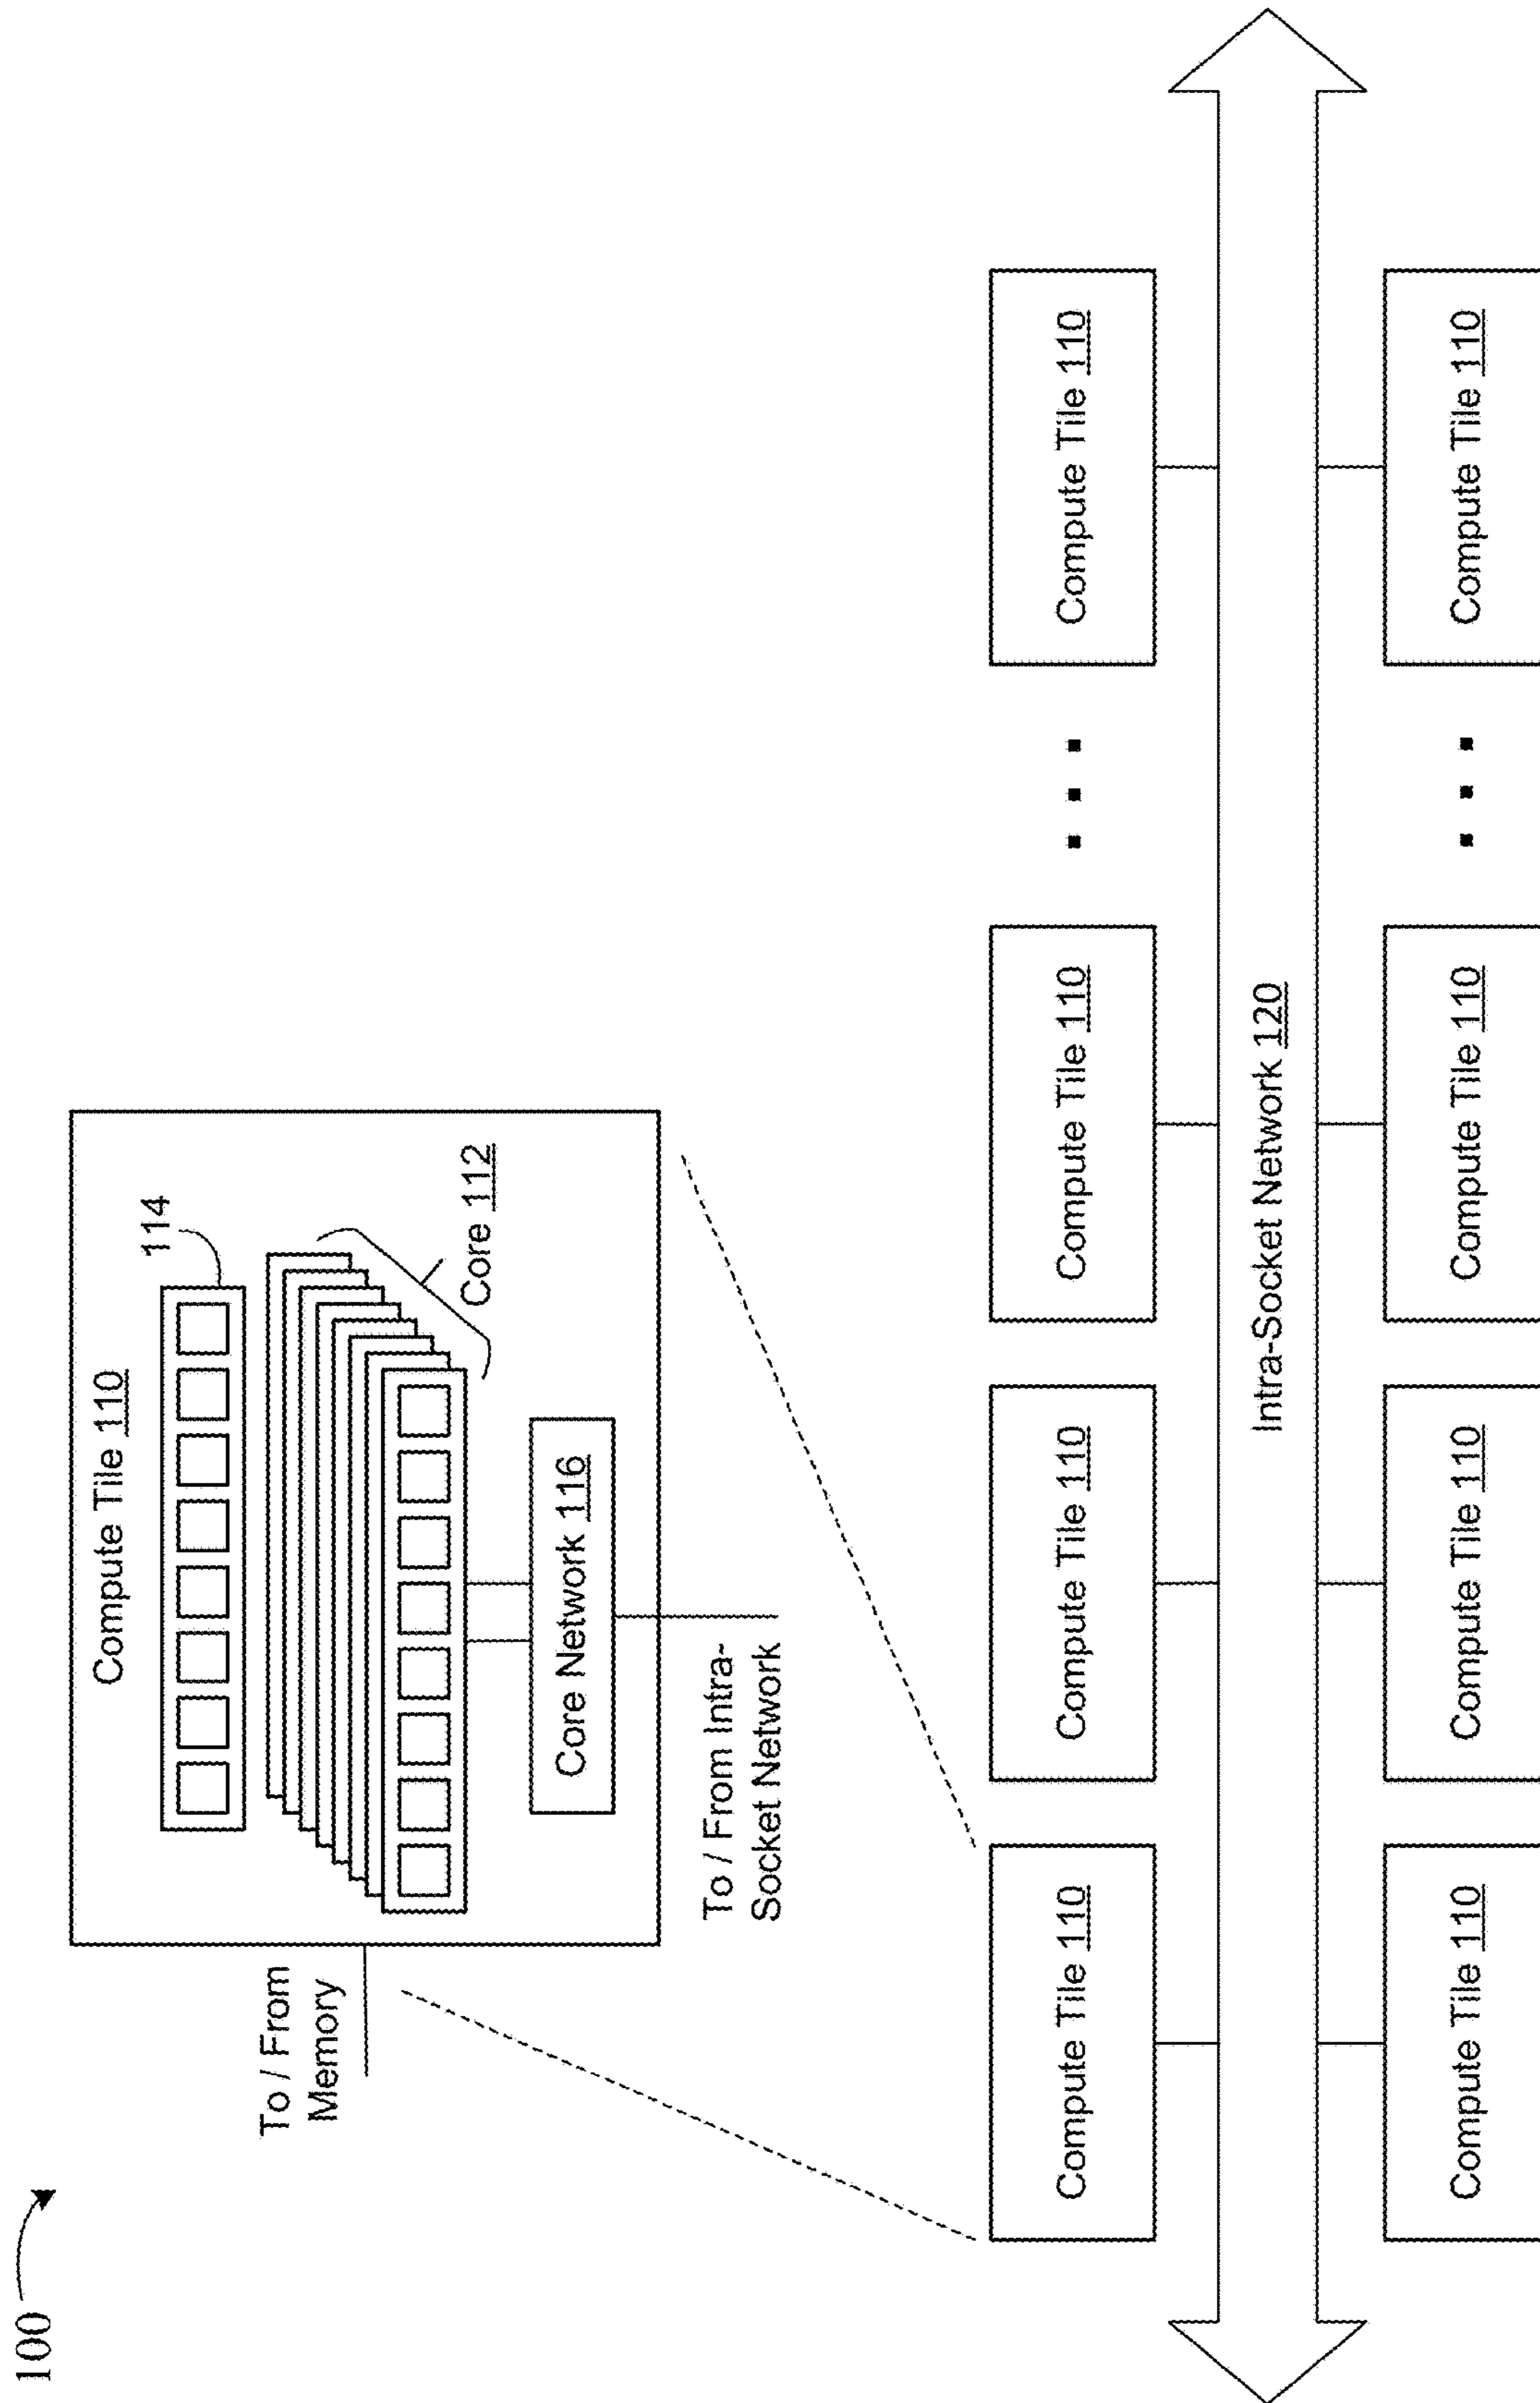 100
Compute Tile 110
114
Core 112
To / From
Memory
Core Network 116
To / From Intra-
Socket Network
Compute Tile 110
Compute Tile 110
Compute Tile 110
Compute Tile 110
Intra-Socket Network 120
Compute Tile 110
Compute Tile 110
Compute Tile 110
Compute Tile 110